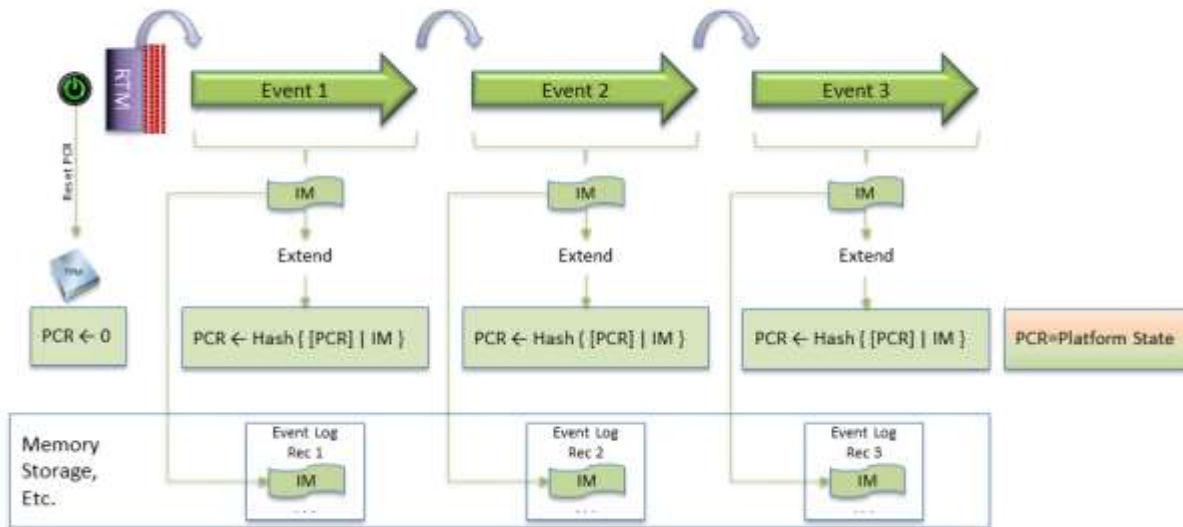 RTM
Event 1
Event 2
Event 3
Reset PCR
IM
IM
IM
Extend
Extend
Extend
TPM
PCR ← 0
PCR ← Hash { [PCR] | IM }
PCR ← Hash { [PCR] | IM }
PCR ← Hash { [PCR] | IM }
PCR=Platform State
Memory
Storage,
Etc.
Event Log
Rec 1
IM
. . .
Event Log
Rec 2
IM
. . .
Event Log
Rec 3
IM
. . .